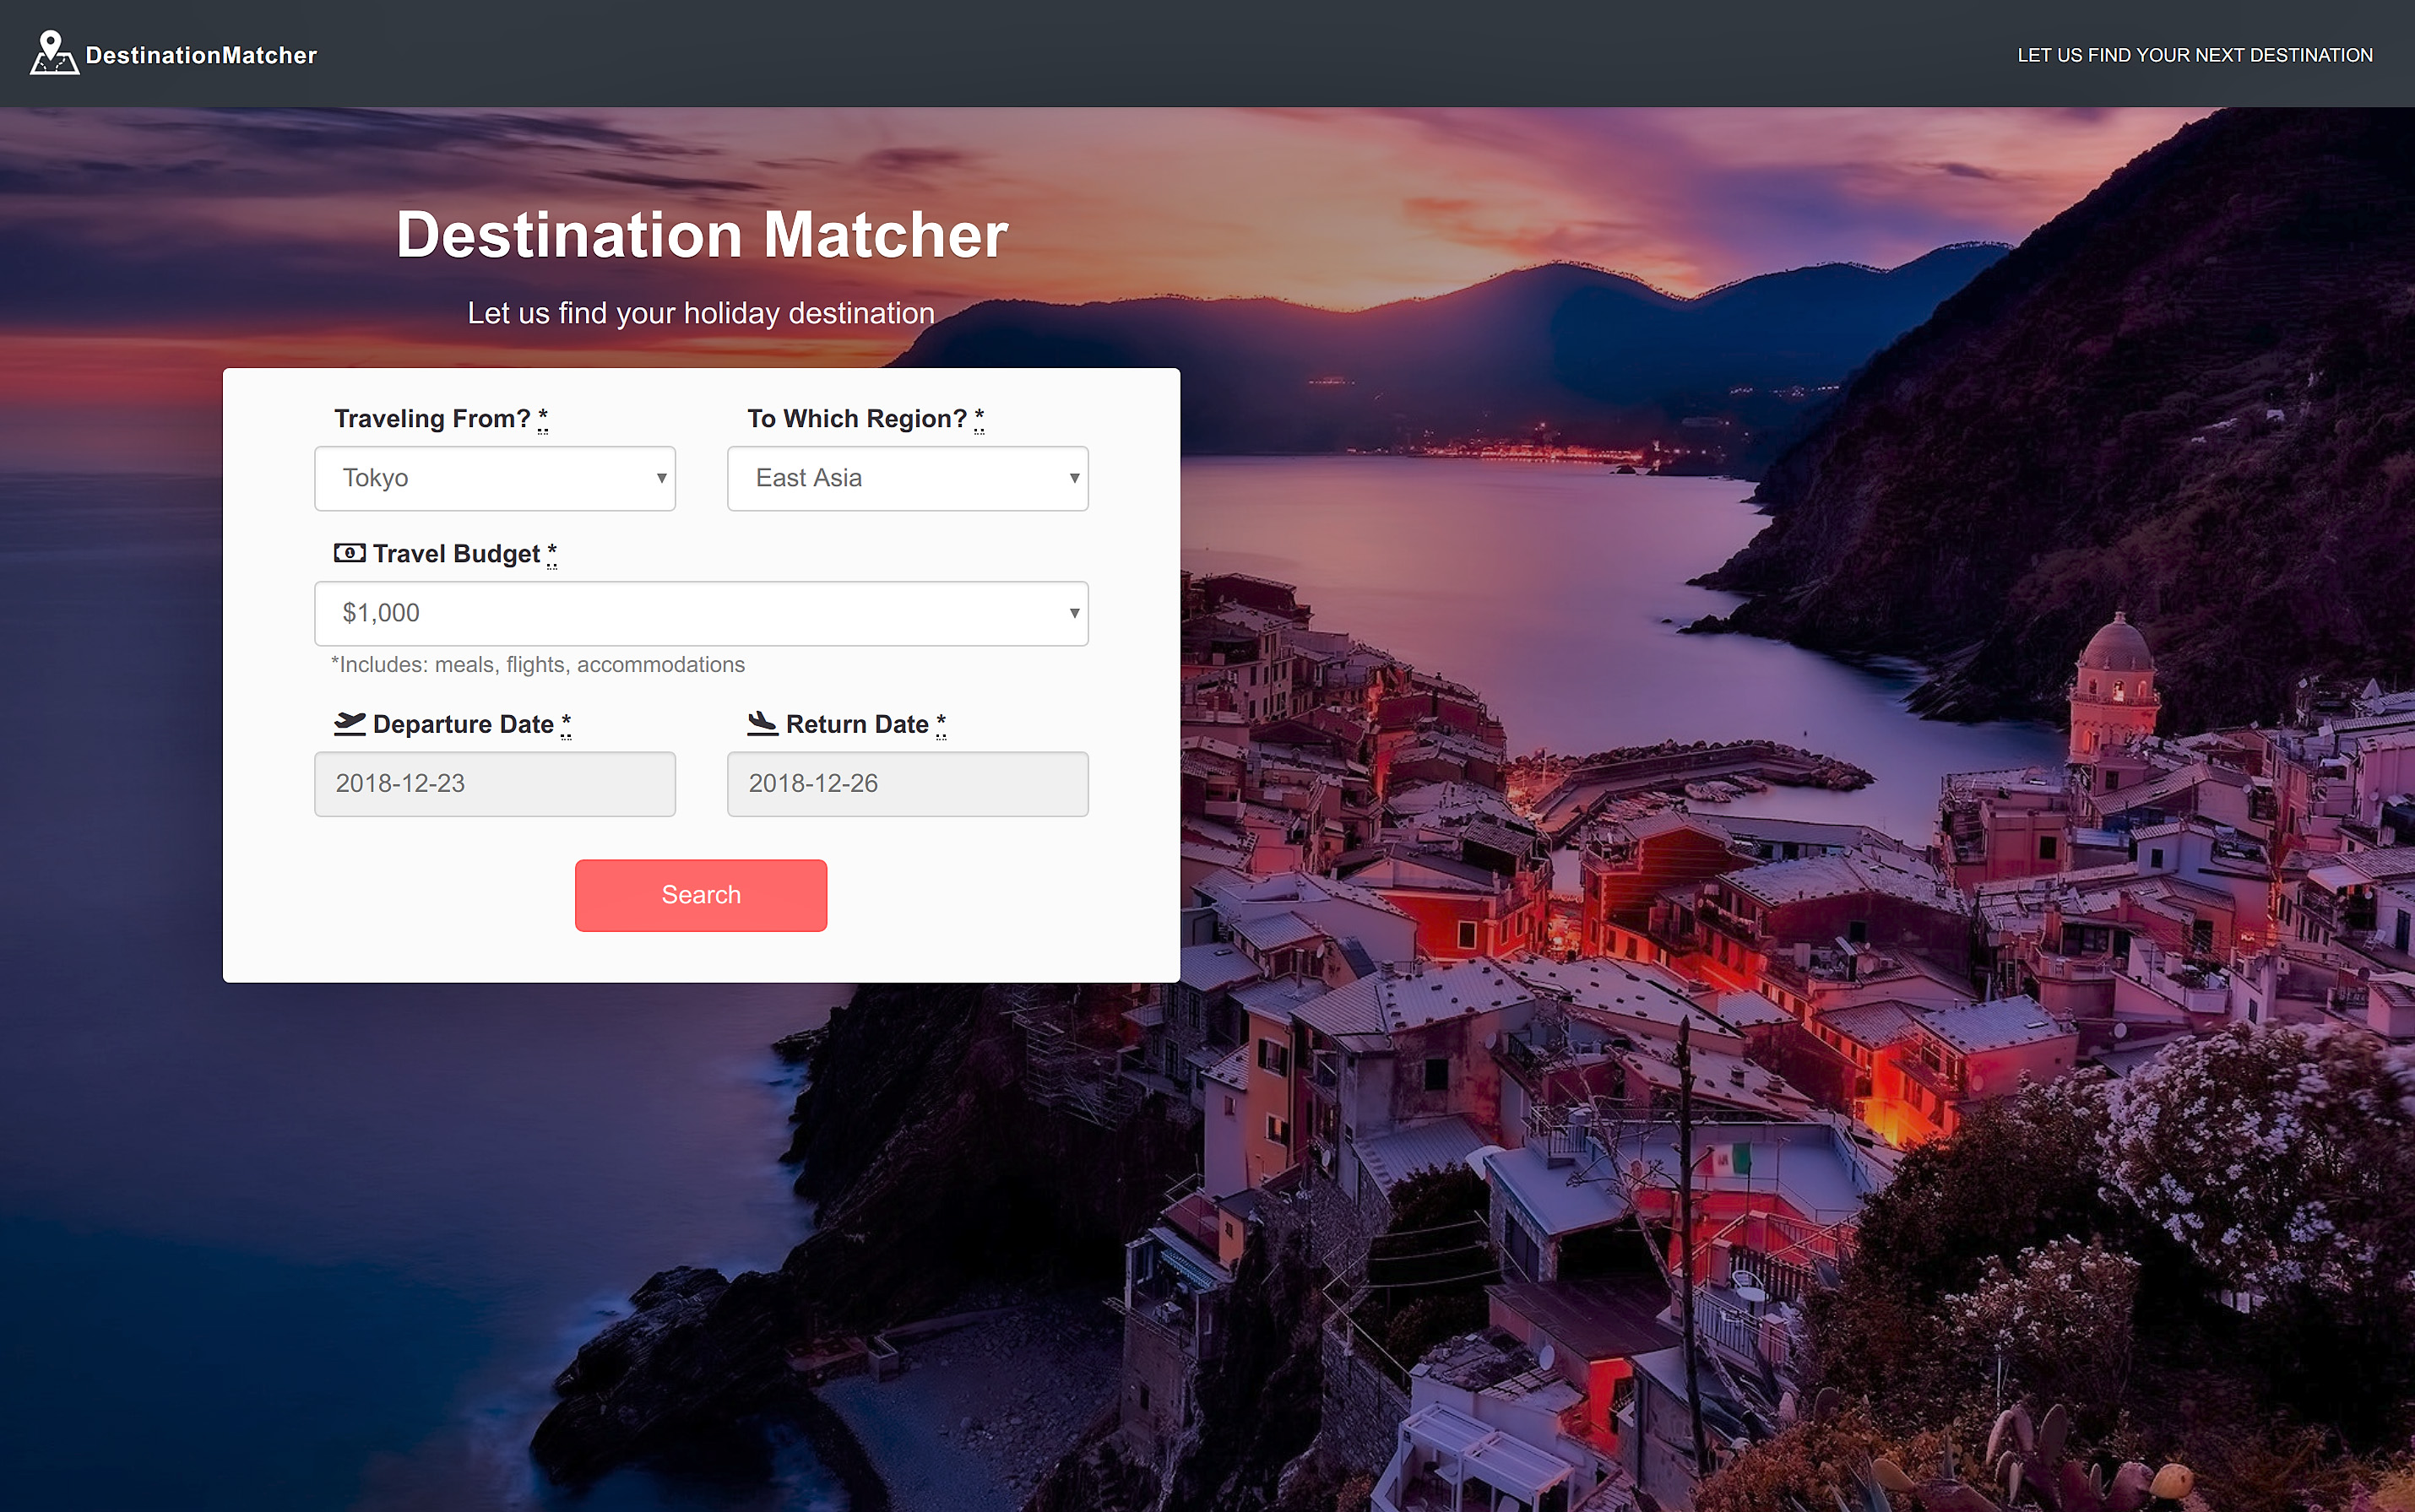 DestinationMatcher
LET US FIND YOUR NEXT DESTINATION
Destination Matcher
Let us find your holiday destination
Traveling From? *
To Which Region? *
Tokyo
East Asia
Travel Budget *
$1,000
*Includes: meals, flights, accommodations
Departure Date *
Return Date *
2018-12-23
2018-12-26
Search